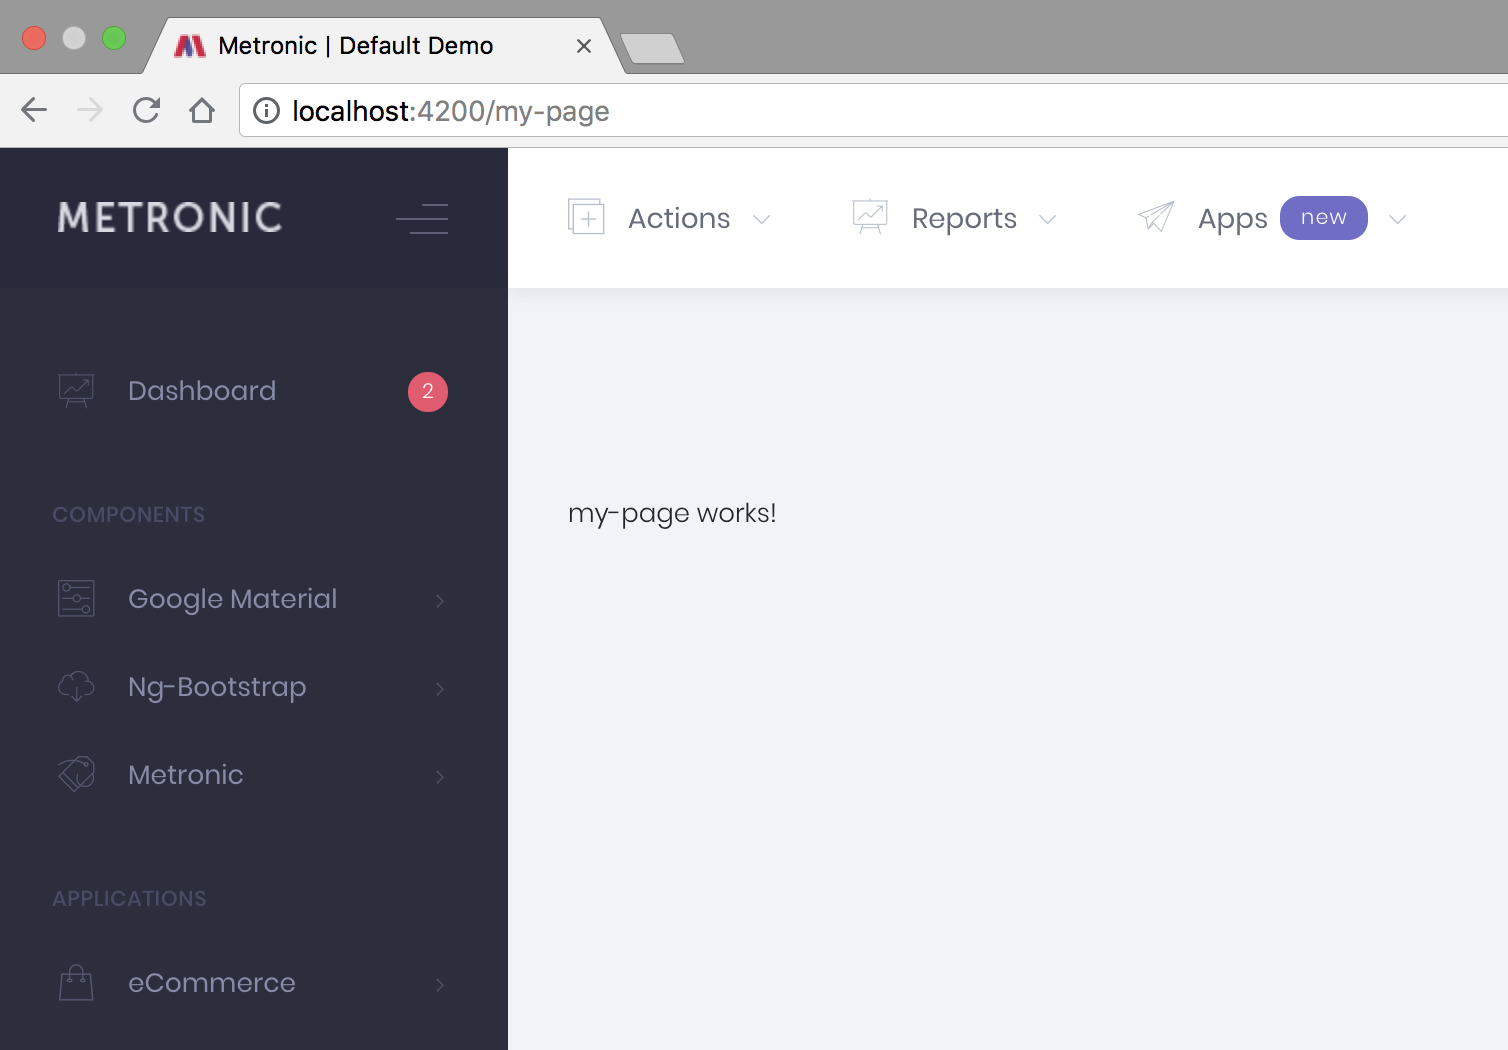 Metronic | Default Demo
localhost:4200/my-page
METRONIC
Actions
Reports
Apps new
Dashboard 2
COMPONENTS
my-page works!
Google Material
Ng-Bootstrap
Metronic
APPLICATIONS
eCommerce